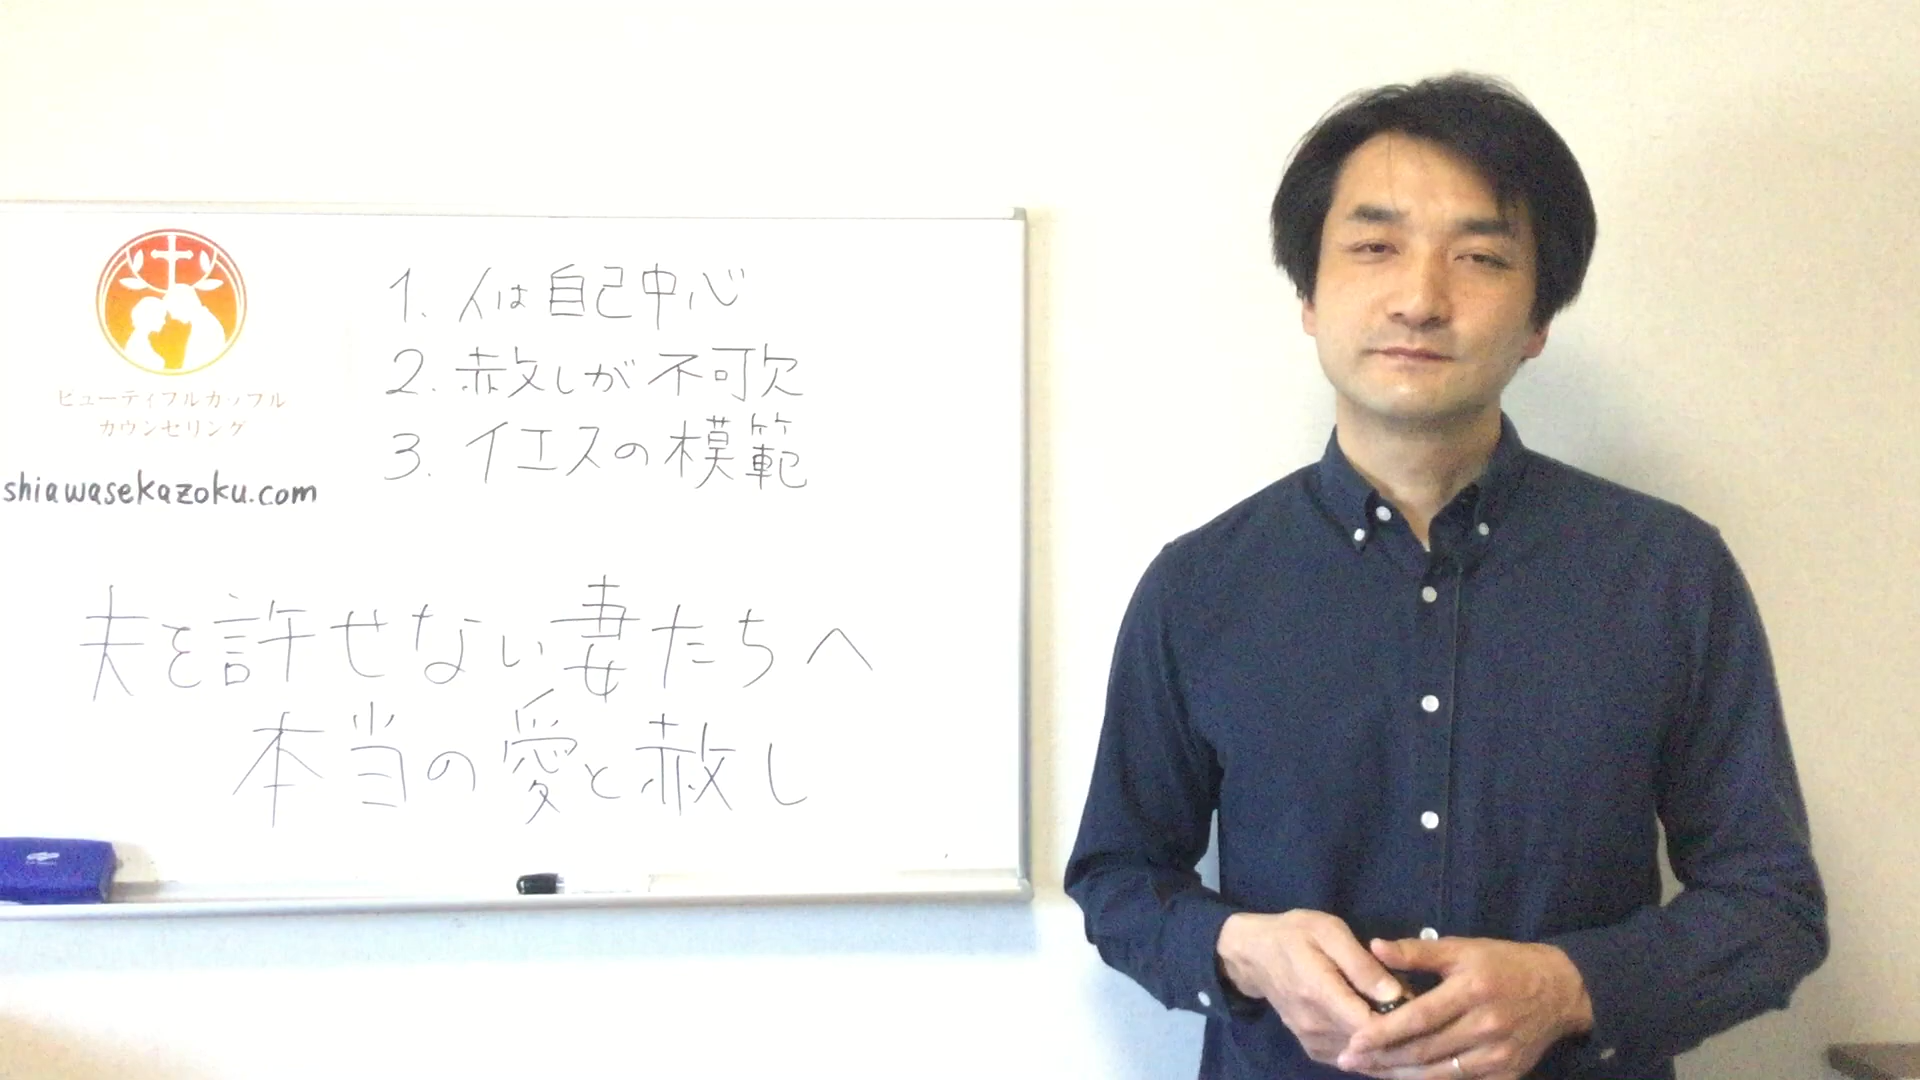 ビューティフルカップル
カウンセリング
shiawasekazoku.com
1. 人は自己中心
2. 赦しが不可欠
3. イエスの模範
夫を許せない妻たちへ
本当の愛と赦し